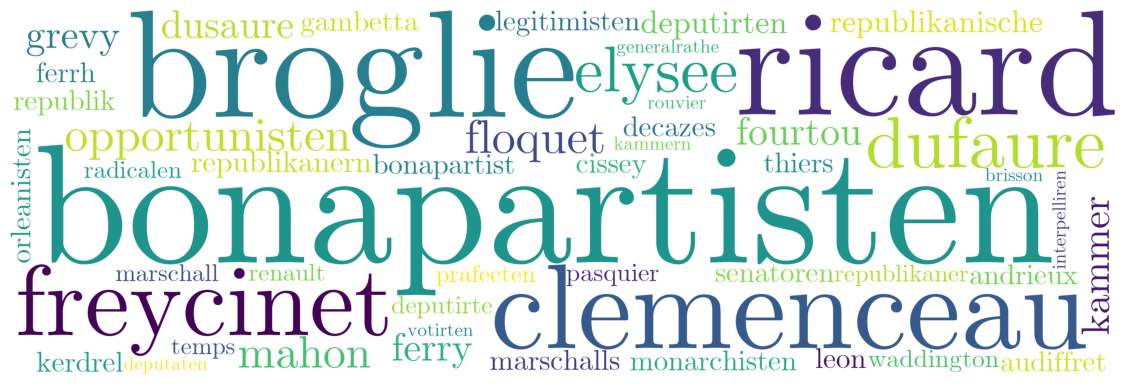 dusaure gambetta legitimisten deputirten republikanische
grevy broglie generalrathe ricard
ferrh elysee
republik rouvier
opportunisten floquet decazes fourtou dufaure
kammern
orleanisten radicalen republikanern bonapartist cissey thiers brisson
bonapartisten interpelliren kammer
marschall renault prafecten pasquier senatoren republikaner andrieux
freycinet deputirte clemenceau
votirten
temps mahon ferry
kerdrel deputaten marschalls monarchisten leon waddington audiffret